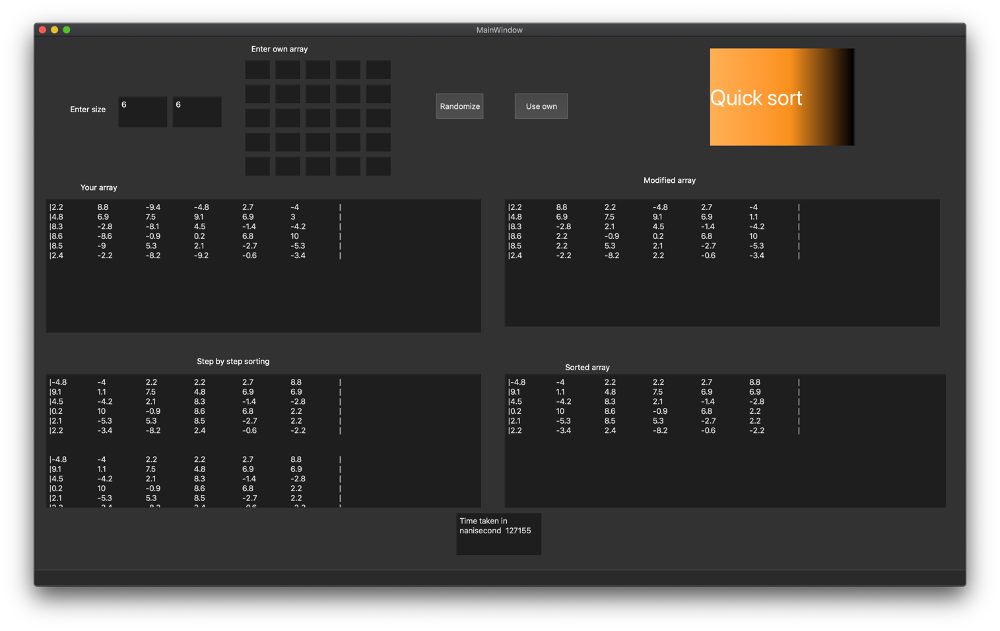 MainWindow
Enter own array
Enter size
6 6
Randomize
Use own
Quick sort
Your array
|2.2 8.8 -9.4 -4.8 2.7 -4 |
|4.8 6.9 7.5 9.1 6.9 3 |
|8.3 -2.8 -8.1 4.5 -1.4 -4.2 |
|8.6 -8.6 -0.9 0.2 6.8 10 |
|8.5 -9 5.3 2.1 -2.7 -5.3 |
|2.4 -2.2 -8.2 -9.2 -0.6 -3.4 |
Modified array
|2.2 8.8 2.2 -4.8 2.7 -4 |
|4.8 6.9 7.5 9.1 6.9 1.1 |
|8.3 -2.8 2.1 4.5 -1.4 -4.2 |
|8.6 2.2 -0.9 0.2 6.8 10 |
|8.5 2.2 5.3 2.1 -2.7 -5.3 |
|2.4 -2.2 -8.2 2.2 -0.6 -3.4 |
Step by step sorting
|-4.8 -4 2.2 2.2 2.7 8.8 |
|9.1 1.1 7.5 4.8 6.9 6.9 |
|4.5 -4.2 2.1 8.3 -1.4 -2.8 |
|0.2 10 -0.9 8.6 6.8 2.2 |
|2.1 -5.3 5.3 8.5 -2.7 2.2 |
|2.2 -3.4 -8.2 2.4 -0.6 -2.2 |
|-4.8 -4 2.2 2.2 2.7 8.8 |
|9.1 1.1 7.5 4.8 6.9 6.9 |
|4.5 -4.2 2.1 8.3 -1.4 -2.8 |
|0.2 10 -0.9 8.6 6.8 2.2 |
|2.1 -5.3 5.3 8.5 -2.7 2.2 |
Sorted array
|-4.8 -4 2.2 2.2 2.7 8.8 |
|9.1 1.1 4.8 7.5 6.9 6.9 |
|4.5 -4.2 8.3 2.1 -1.4 -2.8 |
|0.2 10 8.6 -0.9 6.8 2.2 |
|2.1 -5.3 8.5 5.3 -2.7 2.2 |
|2.2 -3.4 2.4 -8.2 -0.6 -2.2 |
Time taken in
nanisecond 127155